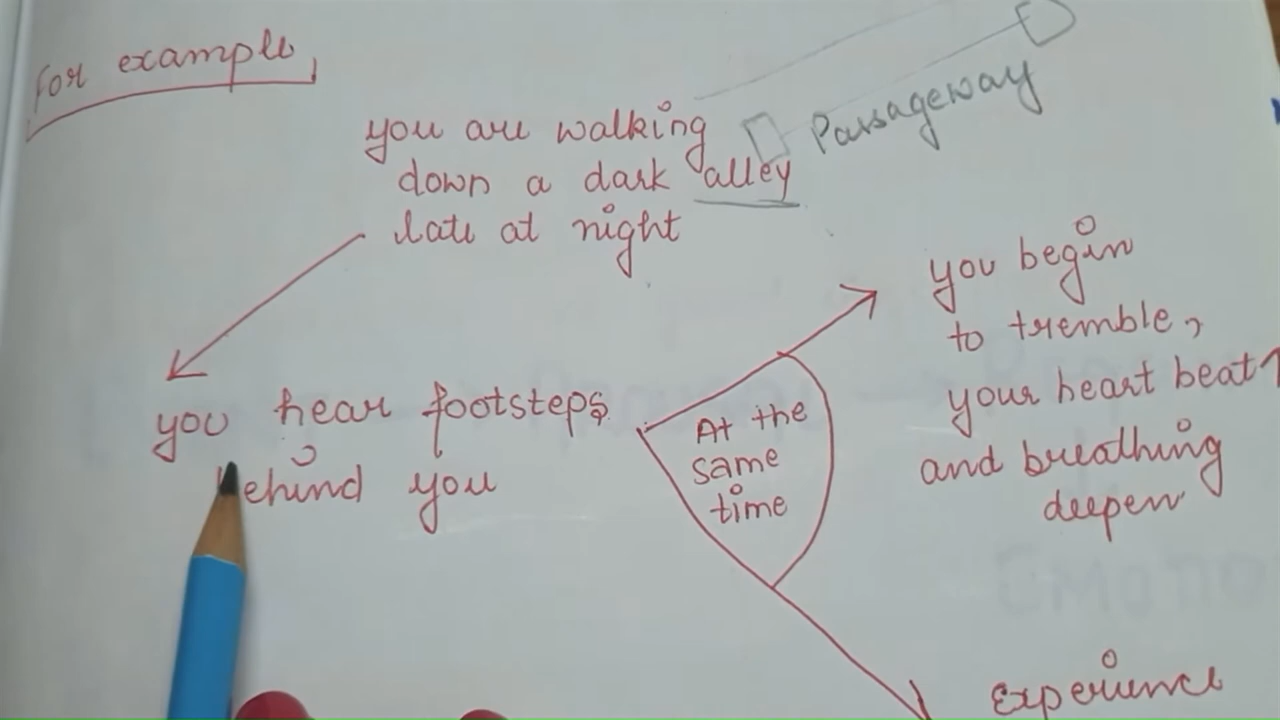 for example,
Passageway
you are walking
down a dark alley
late at night
you hear footsteps
behind you
At the
same
time
you begin
to tremble,
your heart beat↑
and breathing
deepen
Experience